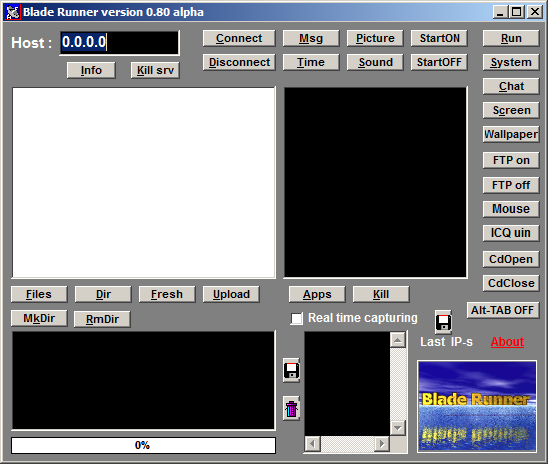 Blade Runner version 0.80 alpha
Host : 0.0.0.0
Connect Msg Picture StartON Run
Info Kill srv
Disconnect Time Sound StartOFF System
Chat
Screen
Wallpaper
FTP on
FTP off
Mouse
ICQ uin
CdOpen
CdClose
Files Dir Fresh Upload Apps Kill
Alt-TAB OFF
MkDir RmDir Real time capturing
Last IP-s About
Blade Runner
0%